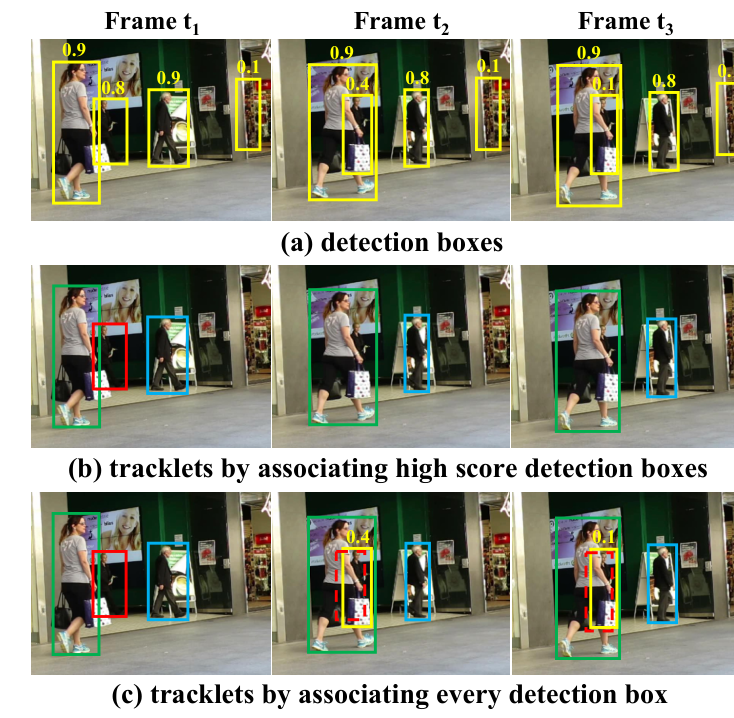 Frame t1 Frame t2 Frame t3
0.9 0.8 0.9 0.1 0.9 0.4 0.8 0.1 0.9 0.1 0.8
(a) detection boxes
(b) tracklets by associating high score detection boxes
0.4 0.1
(c) tracklets by associating every detection box